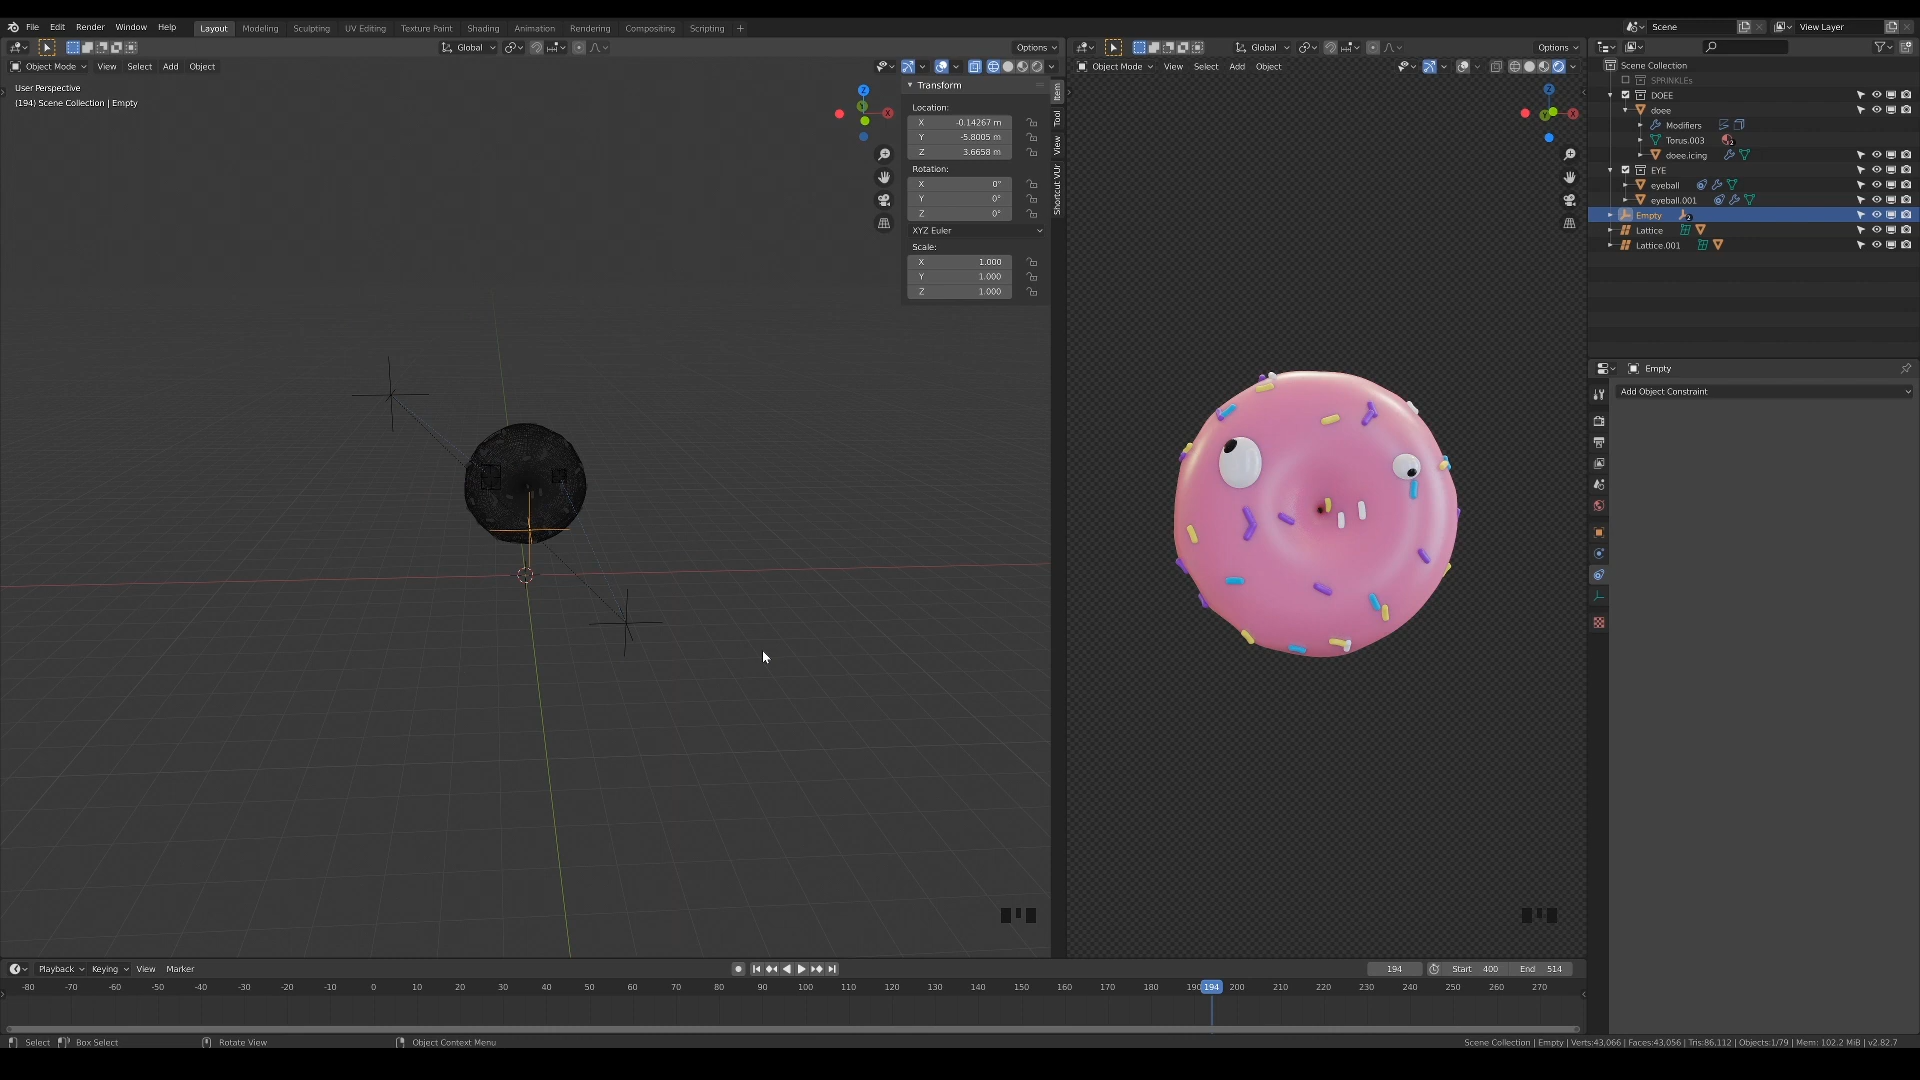 File Edit Render Window Help Layout Modeling Sculpting UV Editing Texture Paint Shading Animation Rendering Compositing Scripting + Scene View Layer
Global Options Global Options
Object Mode View Select Add Object Object Mode View Select Add Object
User Perspective
(194) Scene Collection | Empty
Transform
Location:
X -0.14267 m
Y -5.8005 m
Z 3.6658 m
Rotation:
X 0°
Y 0°
Z 0°
XYZ Euler
Scale:
X 1.000
Y 1.000
Z 1.000
Item
Tool
View
Shortcut VUr
Z
X
Y
Z
X
Y
Scene Collection
SPRINKLEs
DOEE
doee
Modifiers
Torus.003 2
doee.icing
EYE
eyeball
eyeball.001
Empty 2
Lattice
Lattice.001
Empty
Add Object Constraint
Playback Keying View Marker 194 Start 400 End 514
-80 -70 -60 -50 -40 -30 -20 -10 0 10 20 30 40 50 60 70 80 90 100 110 120 130 140 150 160 170 180 190 194 200 210 220 230 240 250 260 270
Select Box Select Rotate View Object Context Menu Scene Collection | Empty | Verts:43,066 | Faces:43,056 | Tris:86,112 | Objects:1/79 | Mem: 102.2 MiB | v2.82.7